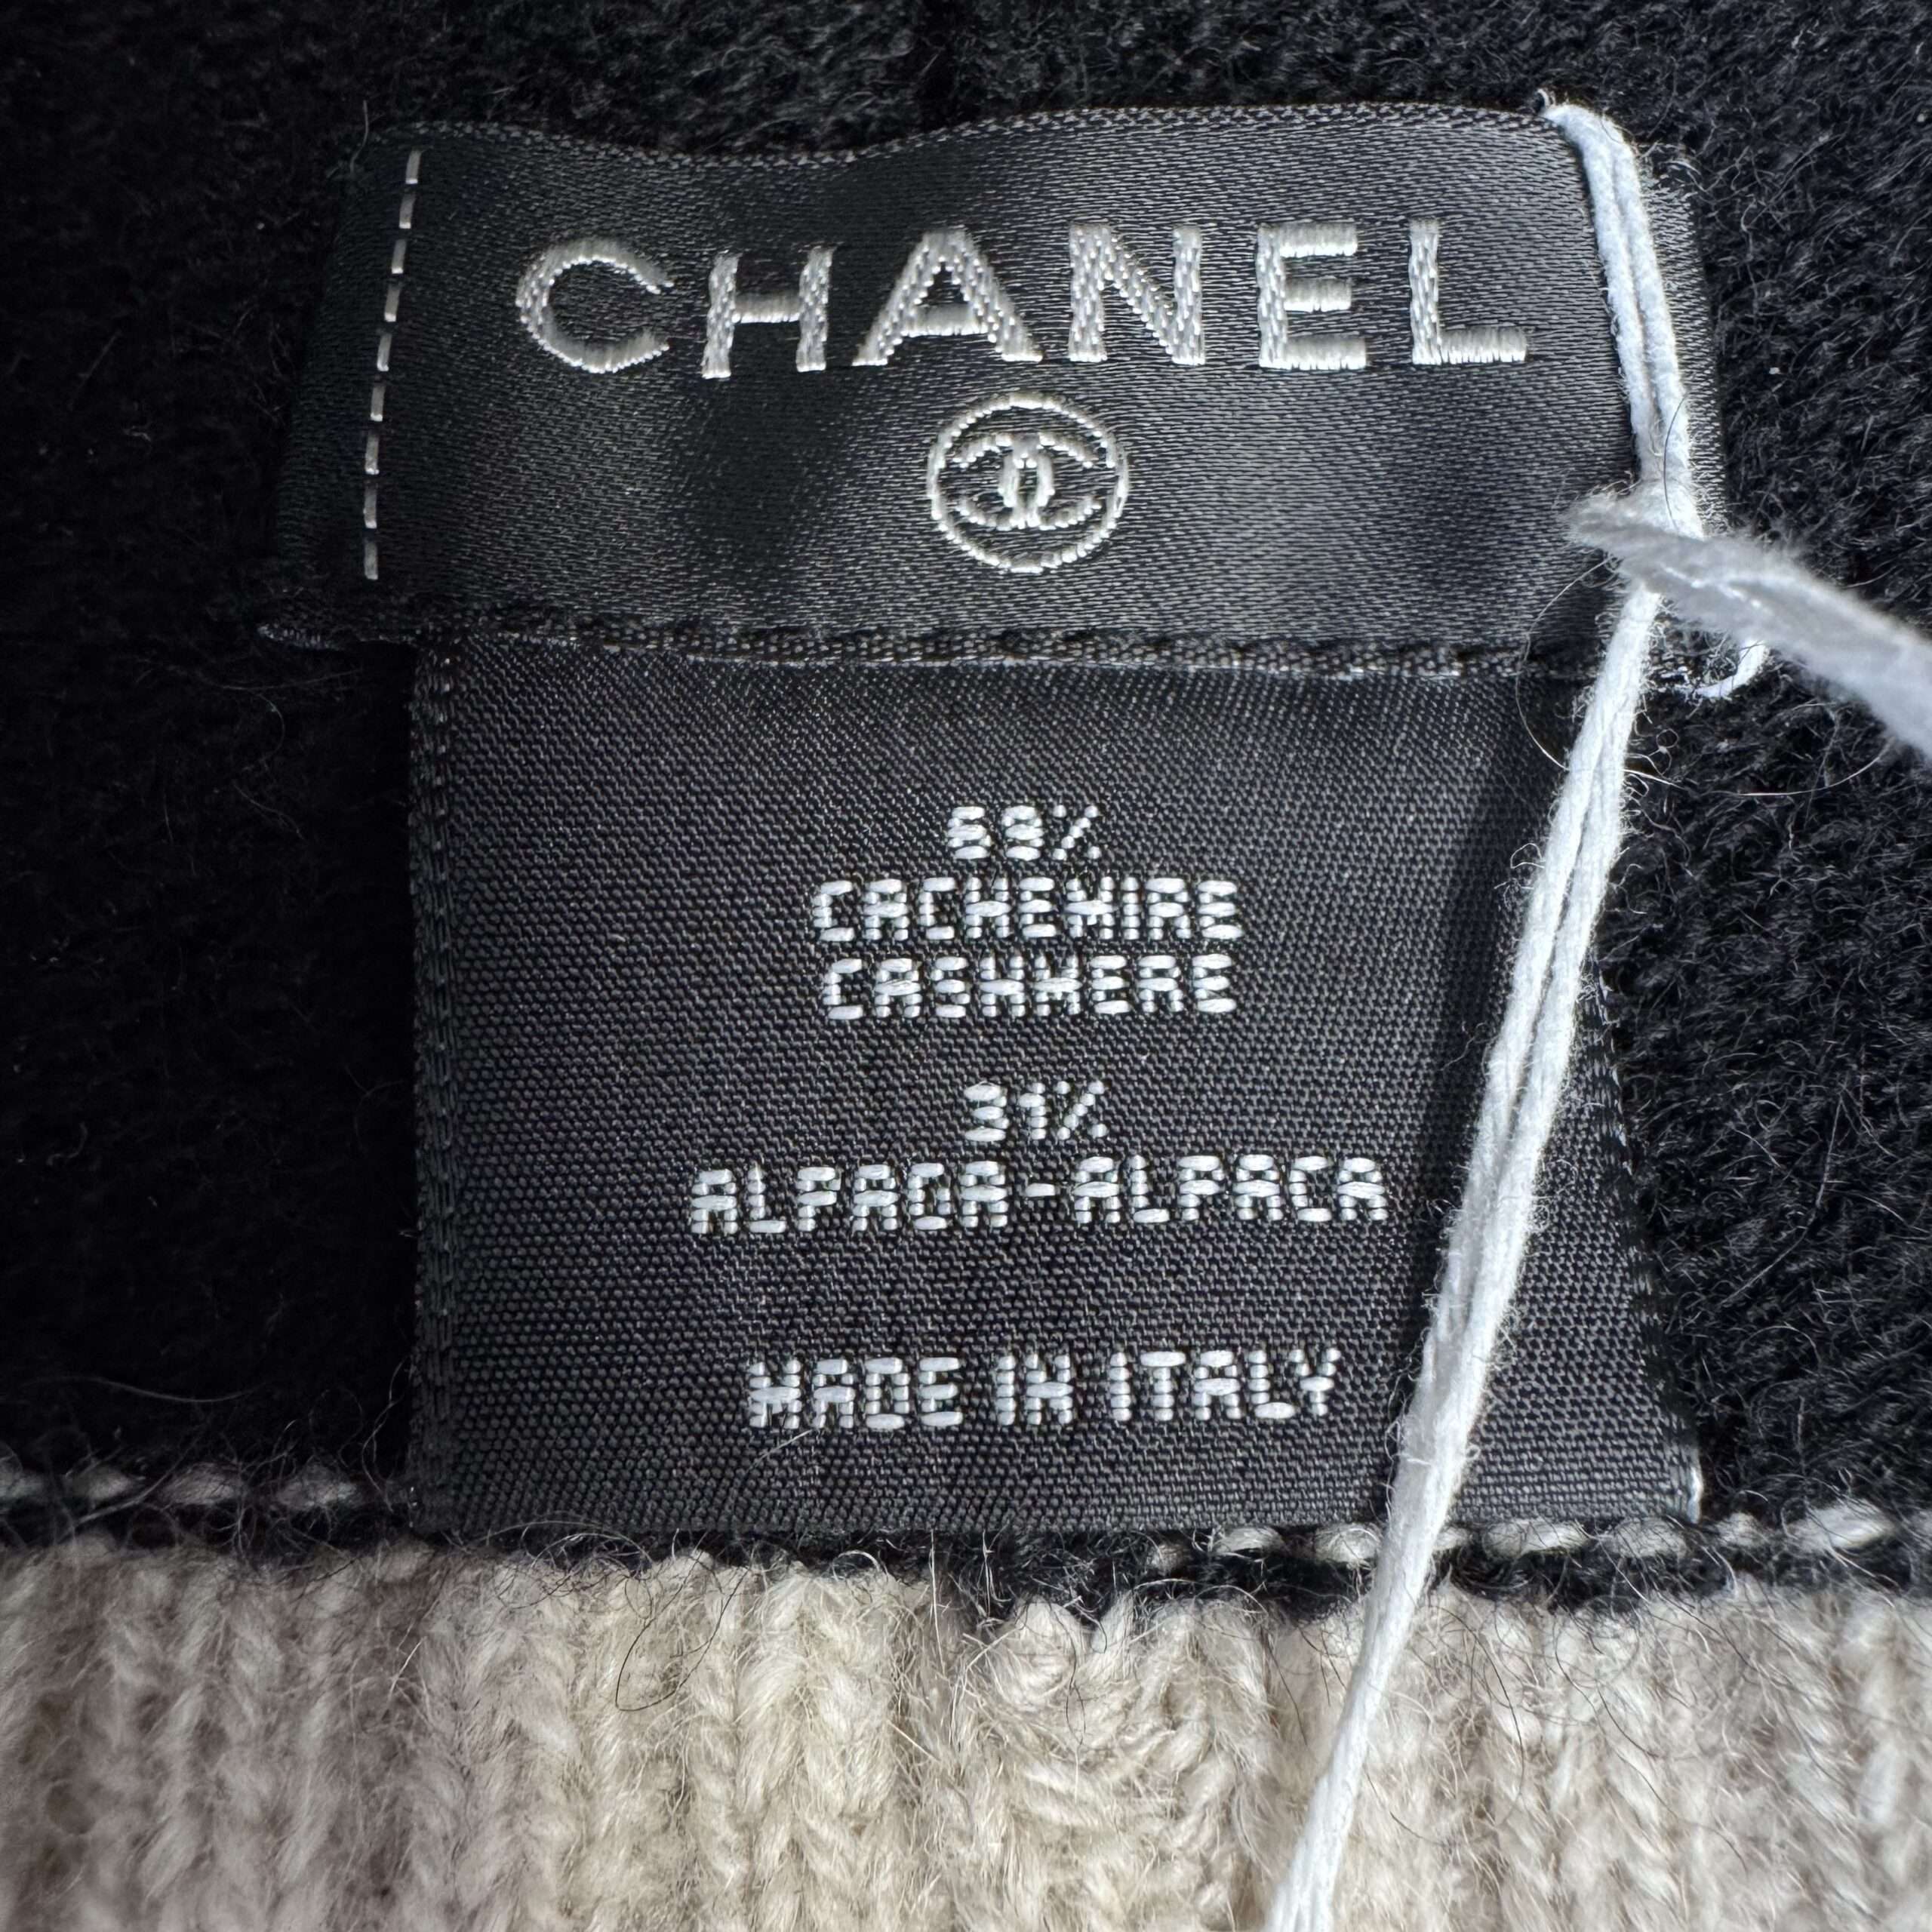 CHANEL
69%
CACHEMIRE
CASHMERE
31%
ALPAGA-ALPACA
MADE IN ITALY